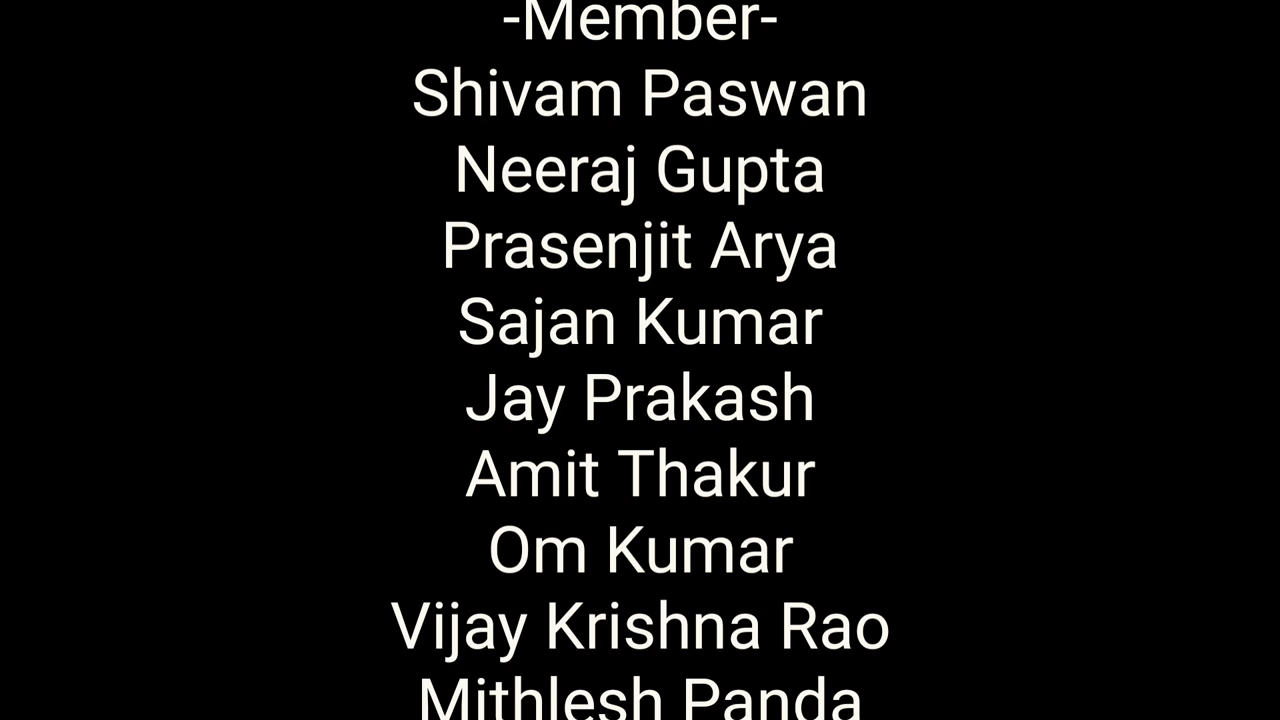 -Member-
Shivam Paswan
Neeraj Gupta
Prasenjit Arya
Sajan Kumar
Jay Prakash
Amit Thakur
Om Kumar
Vijay Krishna Rao
Mithlesh Panda